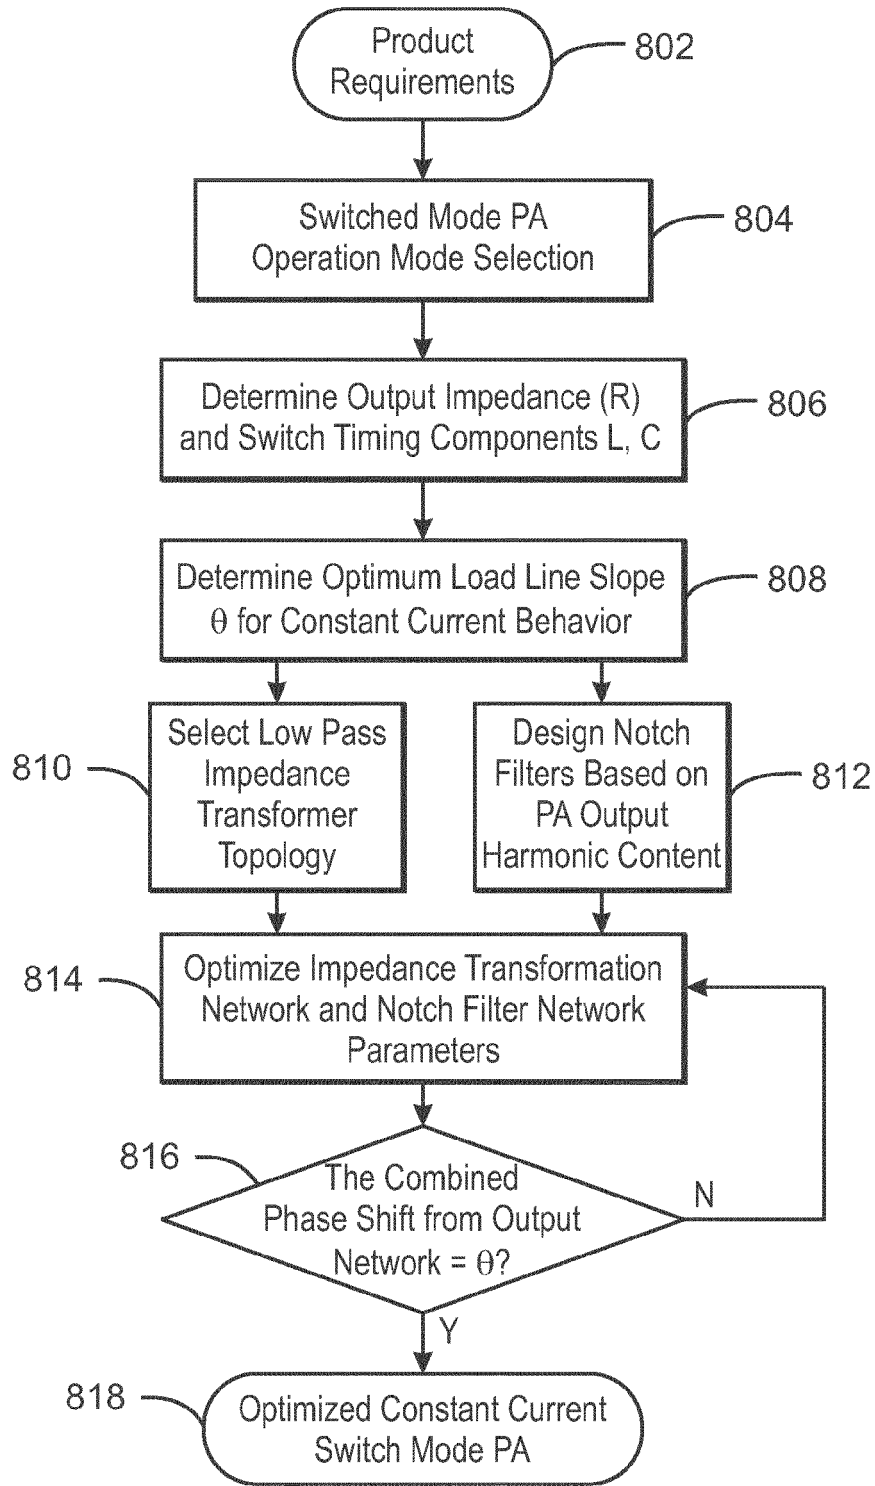 Product
Requirements
802
Switched Mode PA
Operation Mode Selection
804
Determine Output Impedance (R)
and Switch Timing Components L, C
806
Determine Optimum Load Line Slope
θ for Constant Current Behavior
808
810
Select Low Pass
Impedance
Transformer
Topology
Design Notch
Filters Based on
PA Output
Harmonic Content
812
814
Optimize Impedance Transformation
Network and Notch Filter Network
Parameters
816
The Combined
Phase Shift from Output
Network = θ?
N
Y
818
Optimized Constant Current
Switch Mode PA